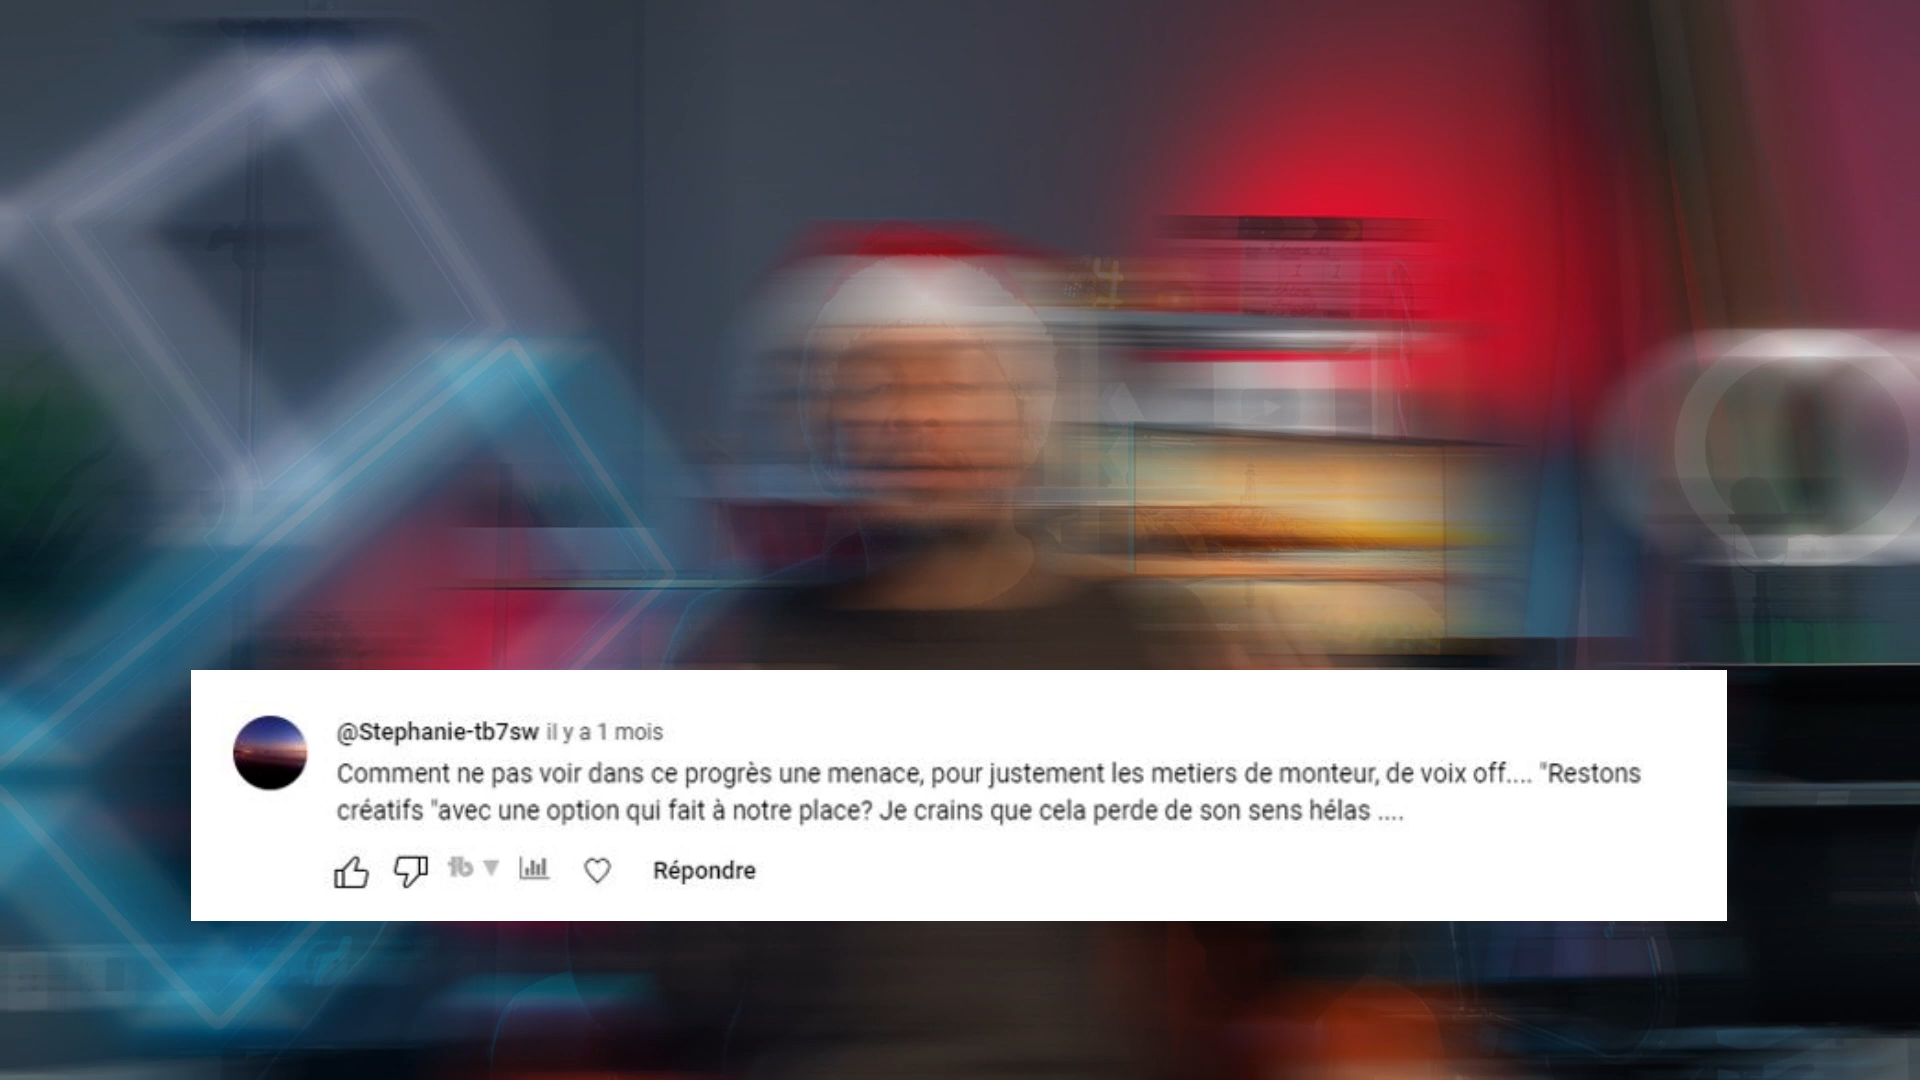 @Stephanie-tb7sw il y a 1 mois
Comment ne pas voir dans ce progrès une menace, pour justement les metiers de monteur, de voix off.... "Restons
créatifs "avec une option qui fait à notre place? Je crains que cela perde de son sens hélas ....
Répondre